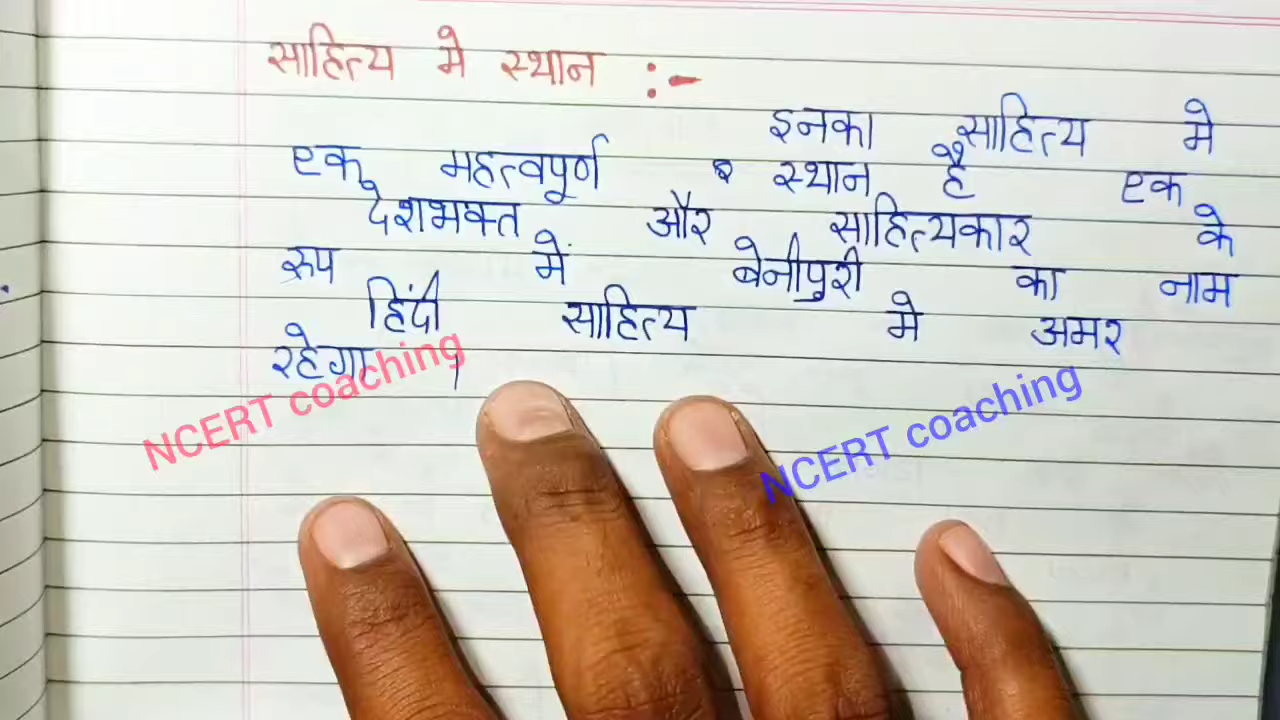 साहित्य मे स्थान :-
इनका साहित्य मे
एक महत्वपूर्ण स्थान है एक
देशभक्त और साहित्यकार के
रुप में बेनीपुरी का नाम
हिंदी साहित्य मे अमर
रहेगा ।
NCERT coaching
NCERT coaching